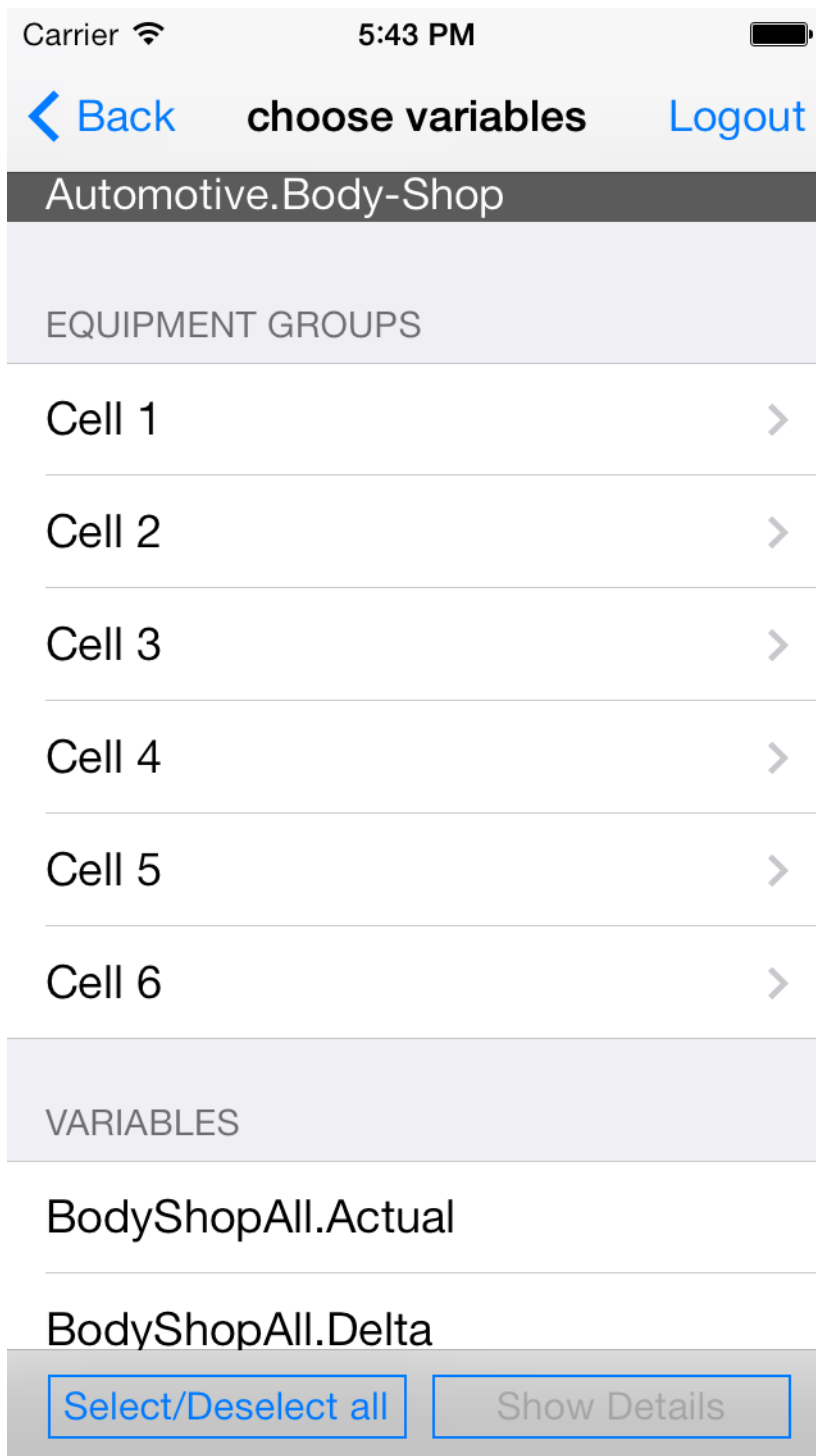 Carrier
5:43 PM
Back
choose variables
Logout
Automotive.Body-Shop
EQUIPMENT GROUPS
Cell 1
Cell 2
Cell 3
Cell 4
Cell 5
Cell 6
VARIABLES
BodyShopAll.Actual
BodyShopAll.Delta
Select/Deselect all
Show Details